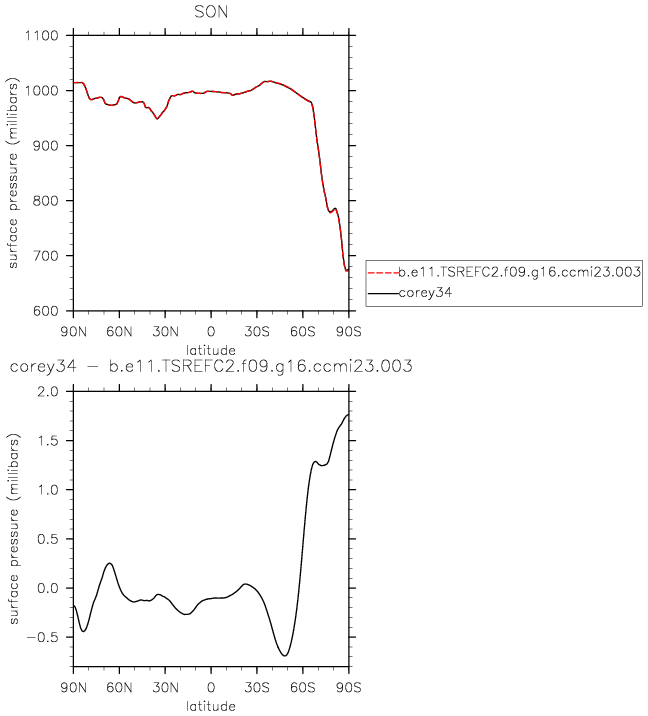 SON
1100
1000
900
800
700
600
surface pressure (millibars)
90N 60N 30N 0 30S 60S 90S
latitude
b.e11.TSREFC2.f09.g16.ccmi23.003
corey34
corey34 − b.e11.TSREFC2.f09.g16.ccmi23.003
2.0
1.5
1.0
0.5
0.0
−0.5
surface pressure (millibars)
90N 60N 30N 0 30S 60S 90S
latitude